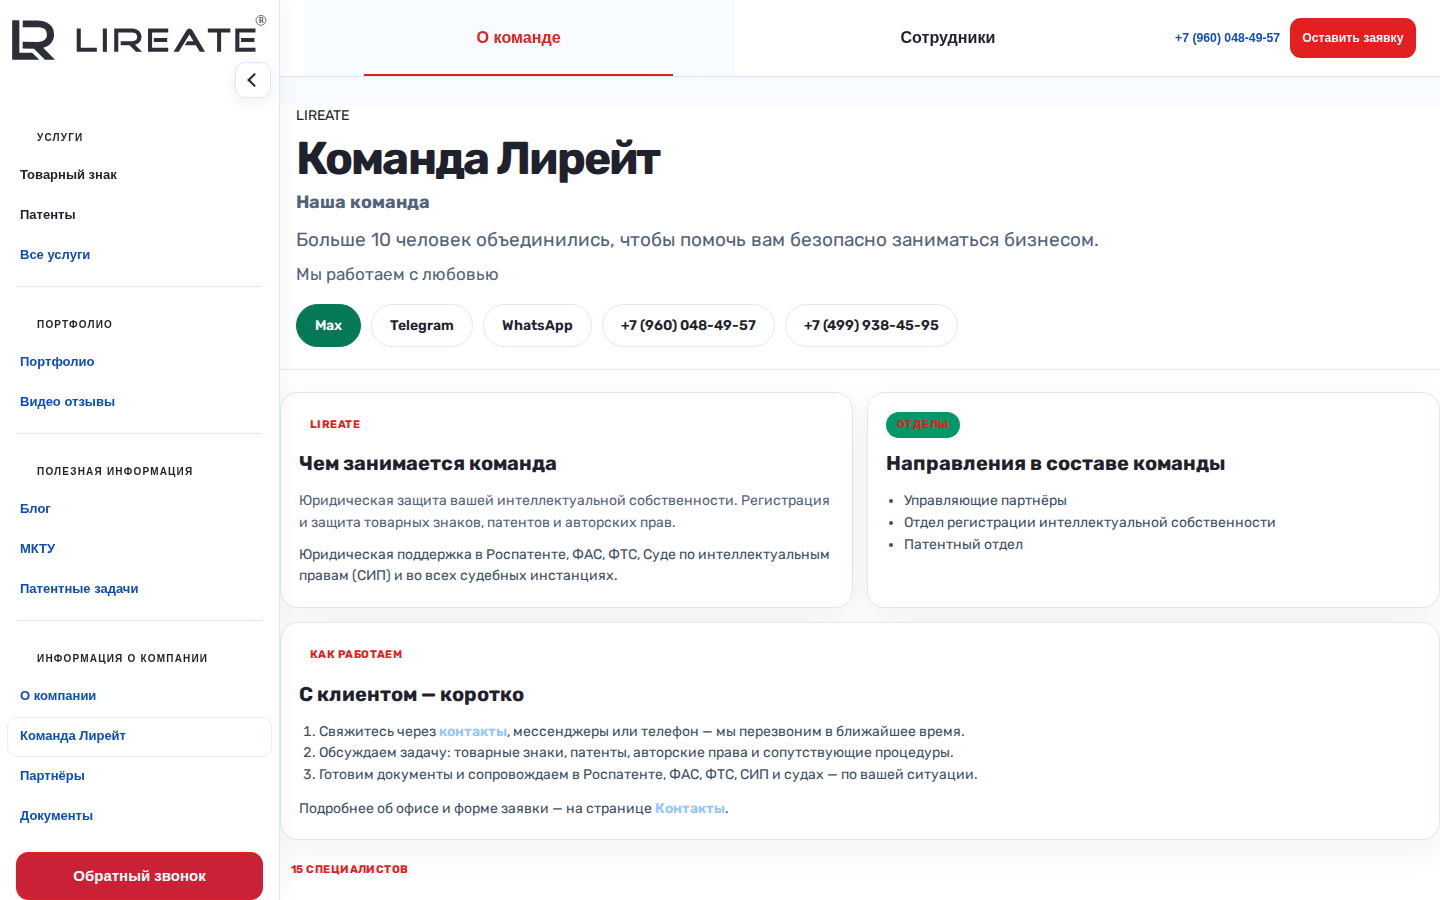 LIREATE®
УСЛУГИ
Товарный знак
Патенты
Все услуги
ПОРТФОЛИО
Портфолио
Видео отзывы
ПОЛЕЗНАЯ ИНФОРМАЦИЯ
Блог
МКТУ
Патентные задачи
ИНФОРМАЦИЯ О КОМПАНИИ
О компании
Команда Лирейт
Партнёры
Документы
Обратный звонок
О команде
Сотрудники
+7 (960) 048-49-57
Оставить заявку
LIREATE
Команда Лирейт
Наша команда
Больше 10 человек объединились, чтобы помочь вам безопасно заниматься бизнесом.
Мы работаем с любовью
Max
Telegram
WhatsApp
+7 (960) 048-49-57
+7 (499) 938-45-95
LIREATE
Чем занимается команда
Юридическая защита вашей интеллектуальной собственности. Регистрация
и защита товарных знаков, патентов и авторских прав.
Юридическая поддержка в Роспатенте, ФАС, ФТС, Суде по интеллектуальным
правам (СИП) и во всех судебных инстанциях.
ОТДЕЛЫ
Направления в составе команды
• Управляющие партнёры
• Отдел регистрации интеллектуальной собственности
• Патентный отдел
КАК РАБОТАЕМ
С клиентом — коротко
1. Свяжитесь через контакты, мессенджеры или телефон — мы перезвоним в ближайшее время.
2. Обсуждаем задачу: товарные знаки, патенты, авторские права и сопутствующие процедуры.
3. Готовим документы и сопровождаем в Роспатенте, ФАС, ФТС, СИП и судах — по вашей ситуации.
Подробнее об офисе и форме заявки — на странице Контакты.
15 СПЕЦИАЛИСТОВ